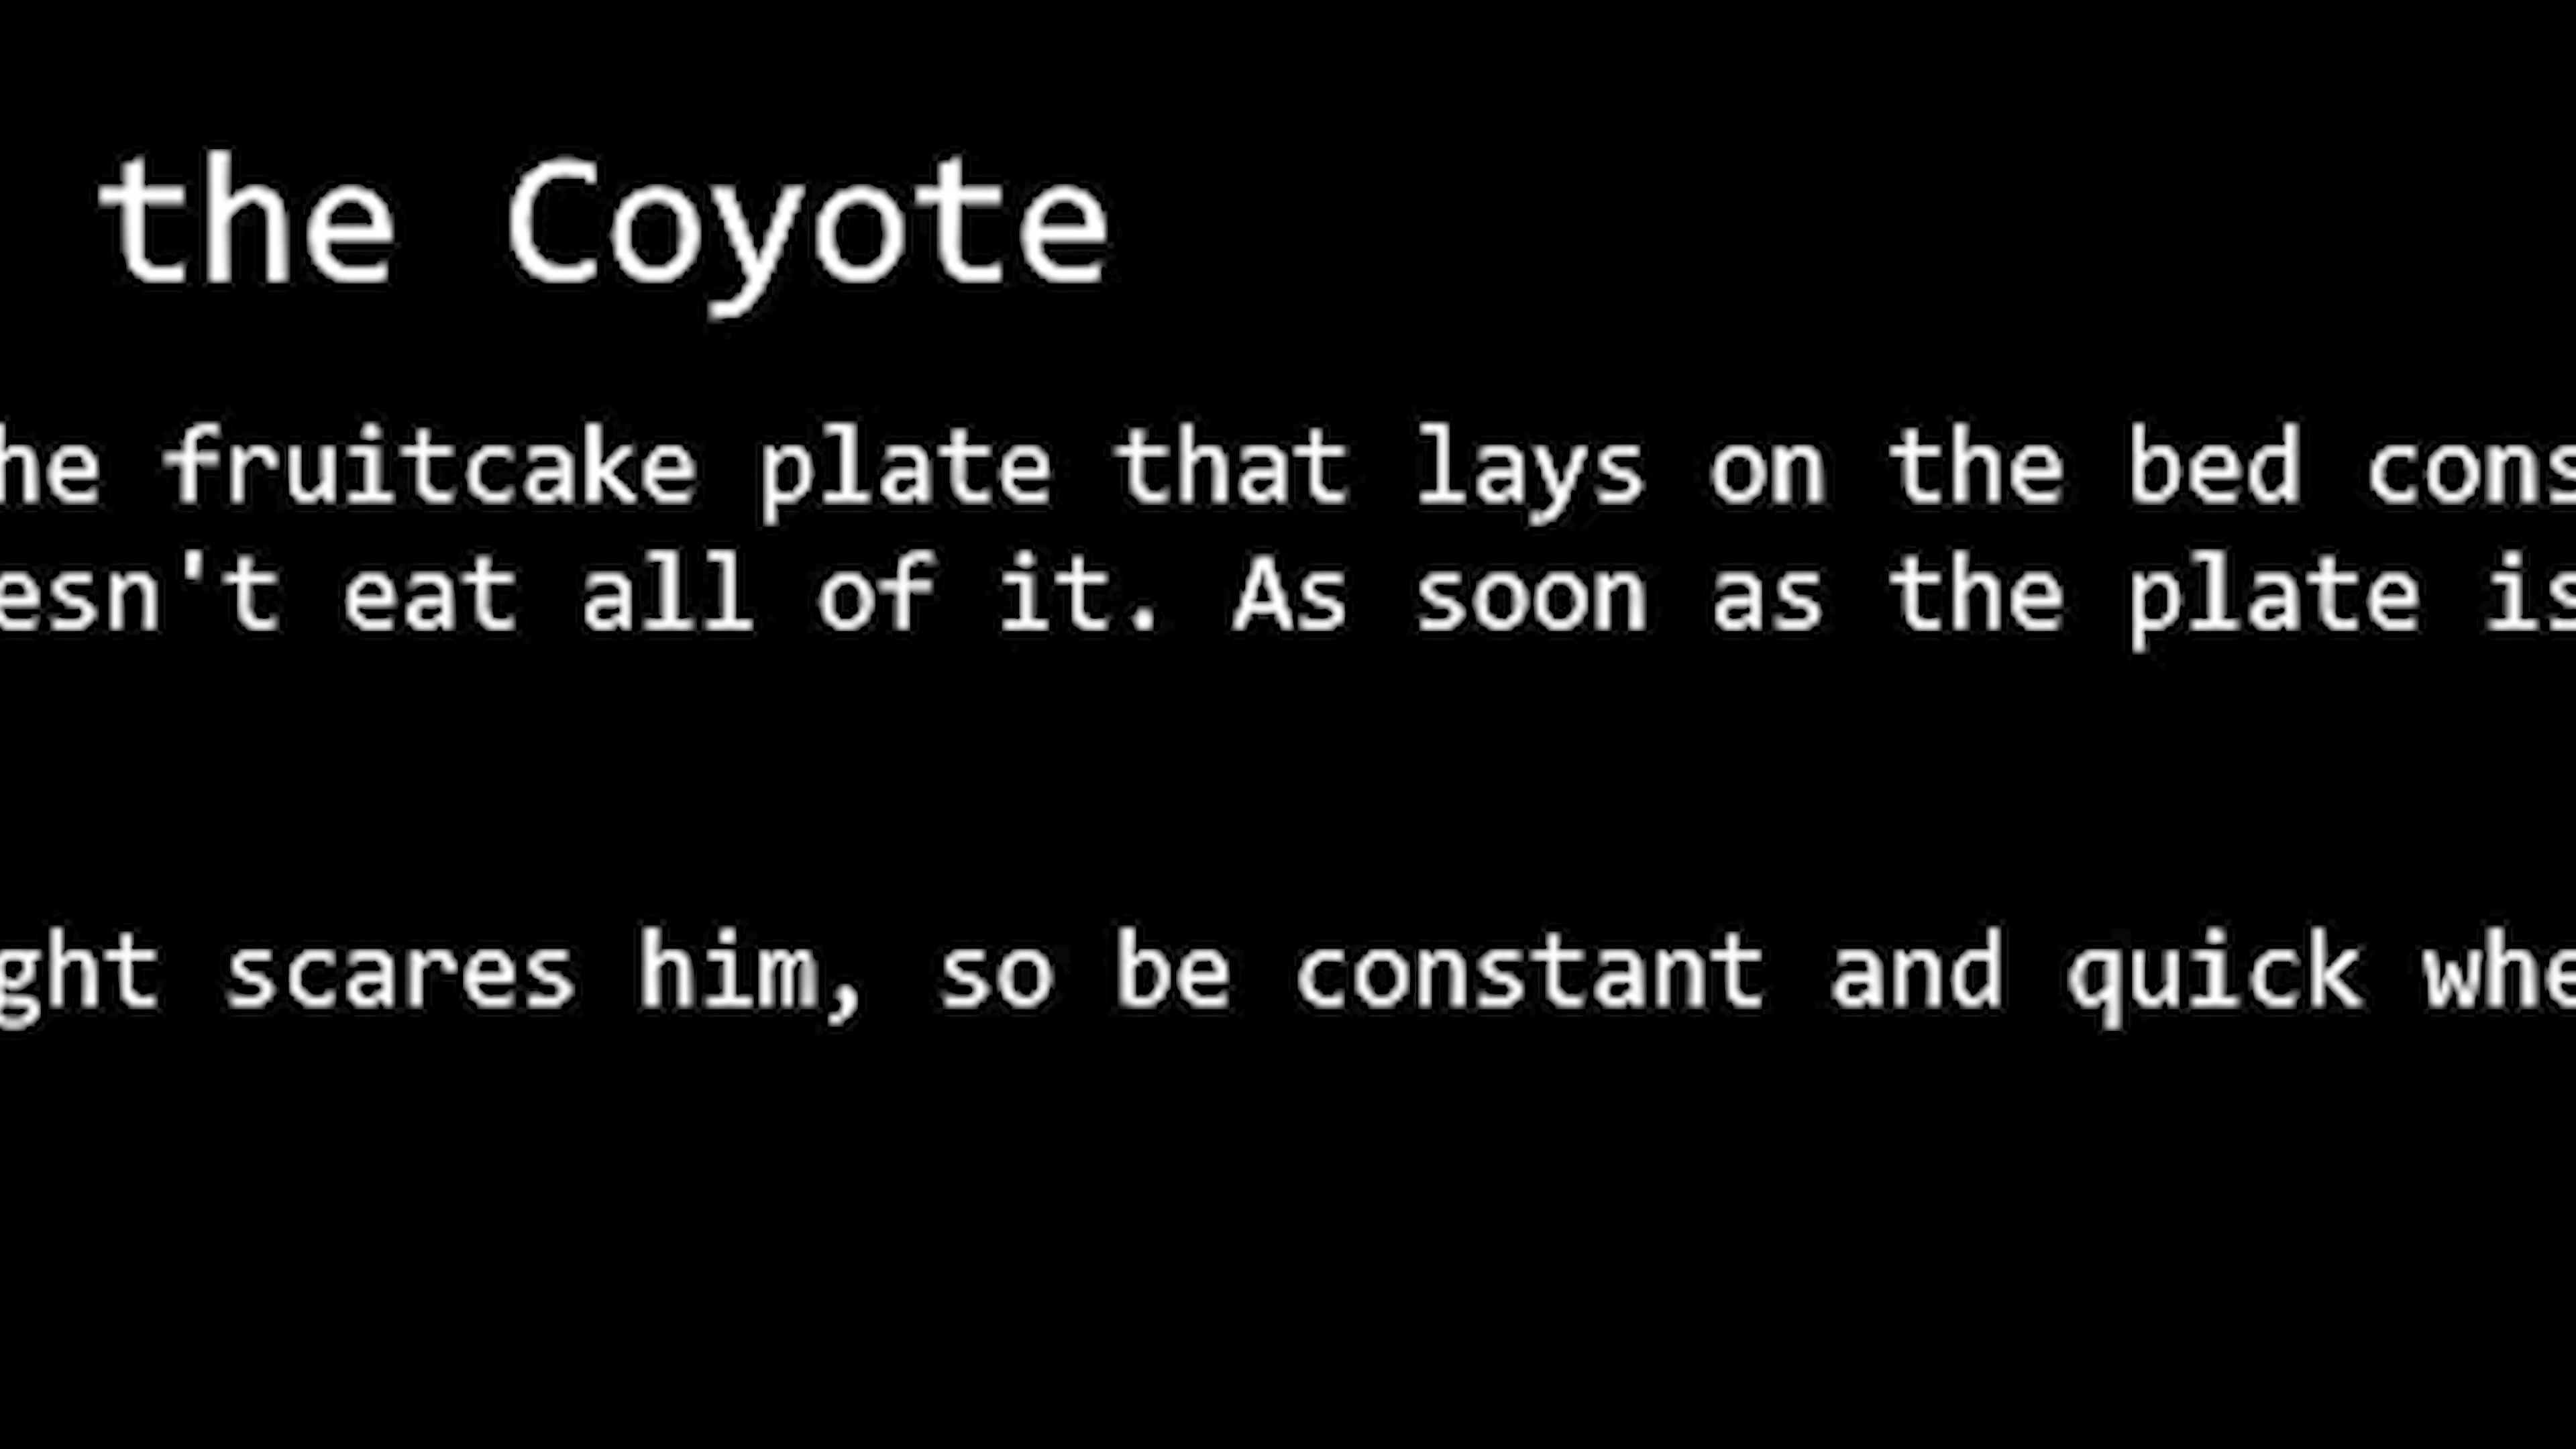 the Coyote
he fruitcake plate that lays on the bed cons
esn't eat all of it. As soon as the plate is
ght scares him, so be constant and quick whe